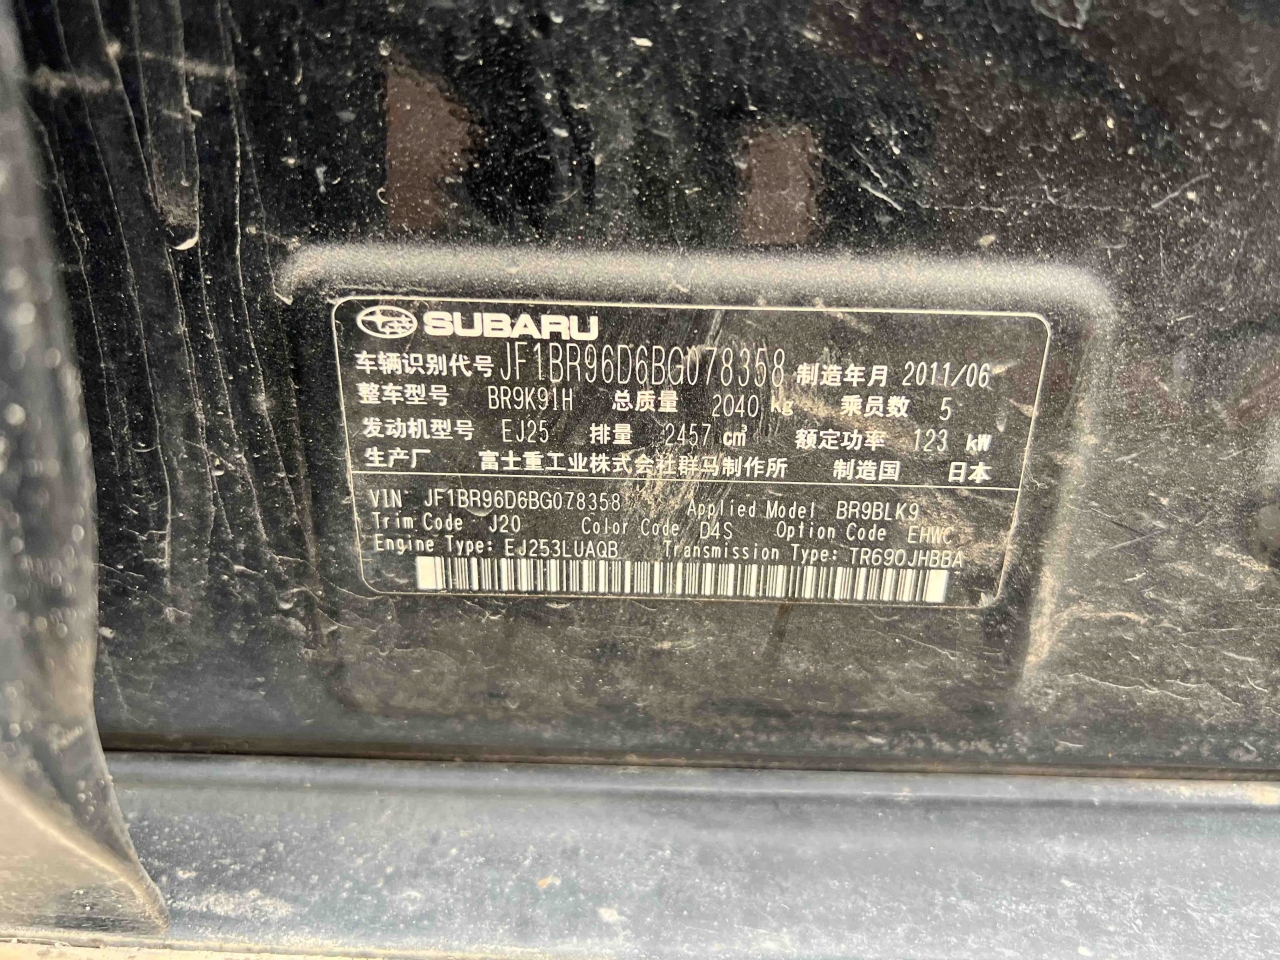 SUBARU
车辆识别代号 JF1BR96D6BG078358 制造年月 2011/06
整车型号 BR9K91H 总质量 2040 kg 乘员数 5
发动机型号 EJ25 排量 2457 cm³ 额定功率 123 kW
生产厂 富士重工业株式会社群马制作所 制造国 日本
VIN: JF1BR96D6BG078358 Applied Model BR9BLK9
Trim Code J20 Color Code D4S Option Code EHWC
Engine Type: EJ253LUAQB Transmission Type: TR690JHBBA